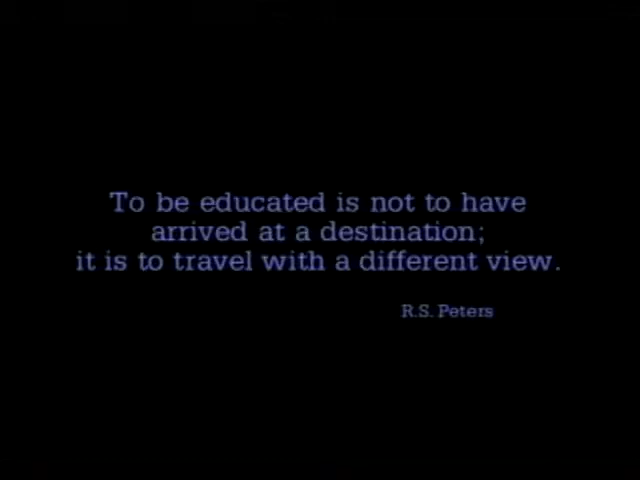 To be educated is not to have
arrived at a destination;
it is to travel with a different view.
R.S. Peters